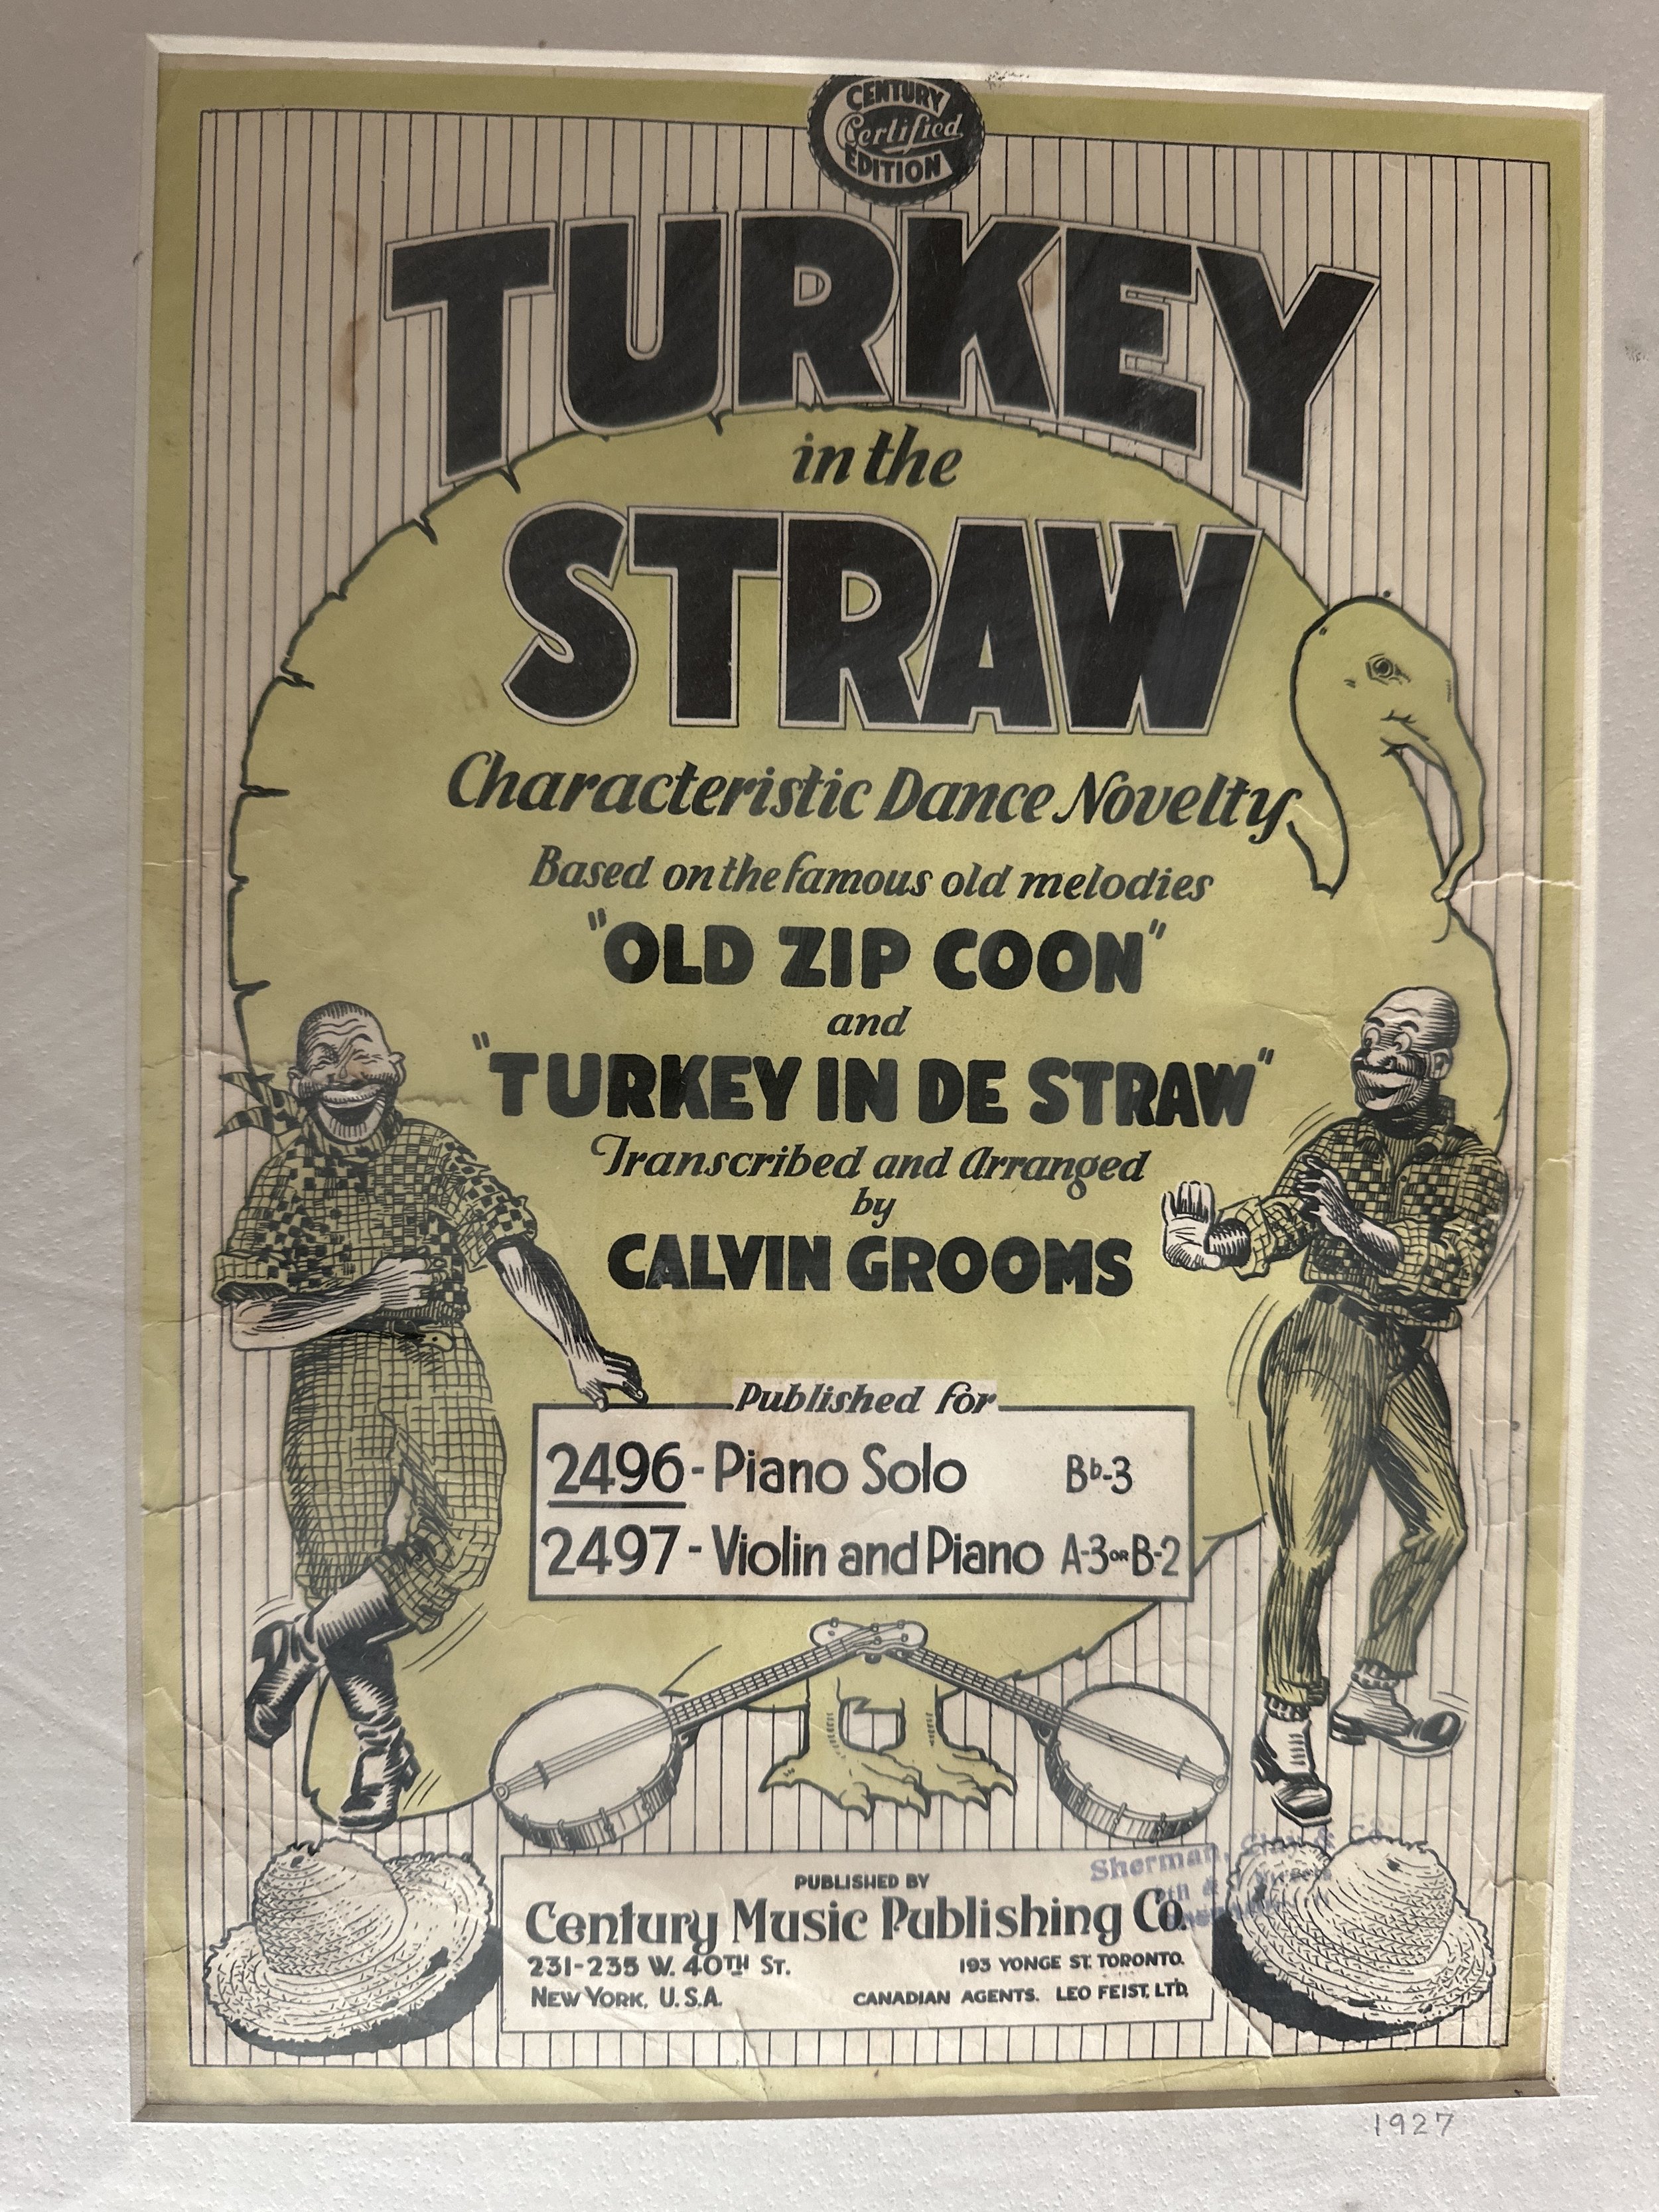 CENTURY
Certified
EDITION
TURKEY
in the
STRAW
Characteristic Dance Novelty
Based on the famous old melodies
"OLD ZIP COON"
and
"TURKEY IN DE STRAW"
Transcribed and Arranged
by
CALVIN GROOMS
Published for
2496 - Piano Solo Bb-3
2497 - Violin and Piano A-3 OR B-2
Sherman, Clay & Co.
PUBLISHED BY
Century Music Publishing Co.
231-235 W. 40TH ST.
NEW YORK, U.S.A.
193 YONGE ST. TORONTO.
CANADIAN AGENTS. LEO FEIST, LTD.
1927